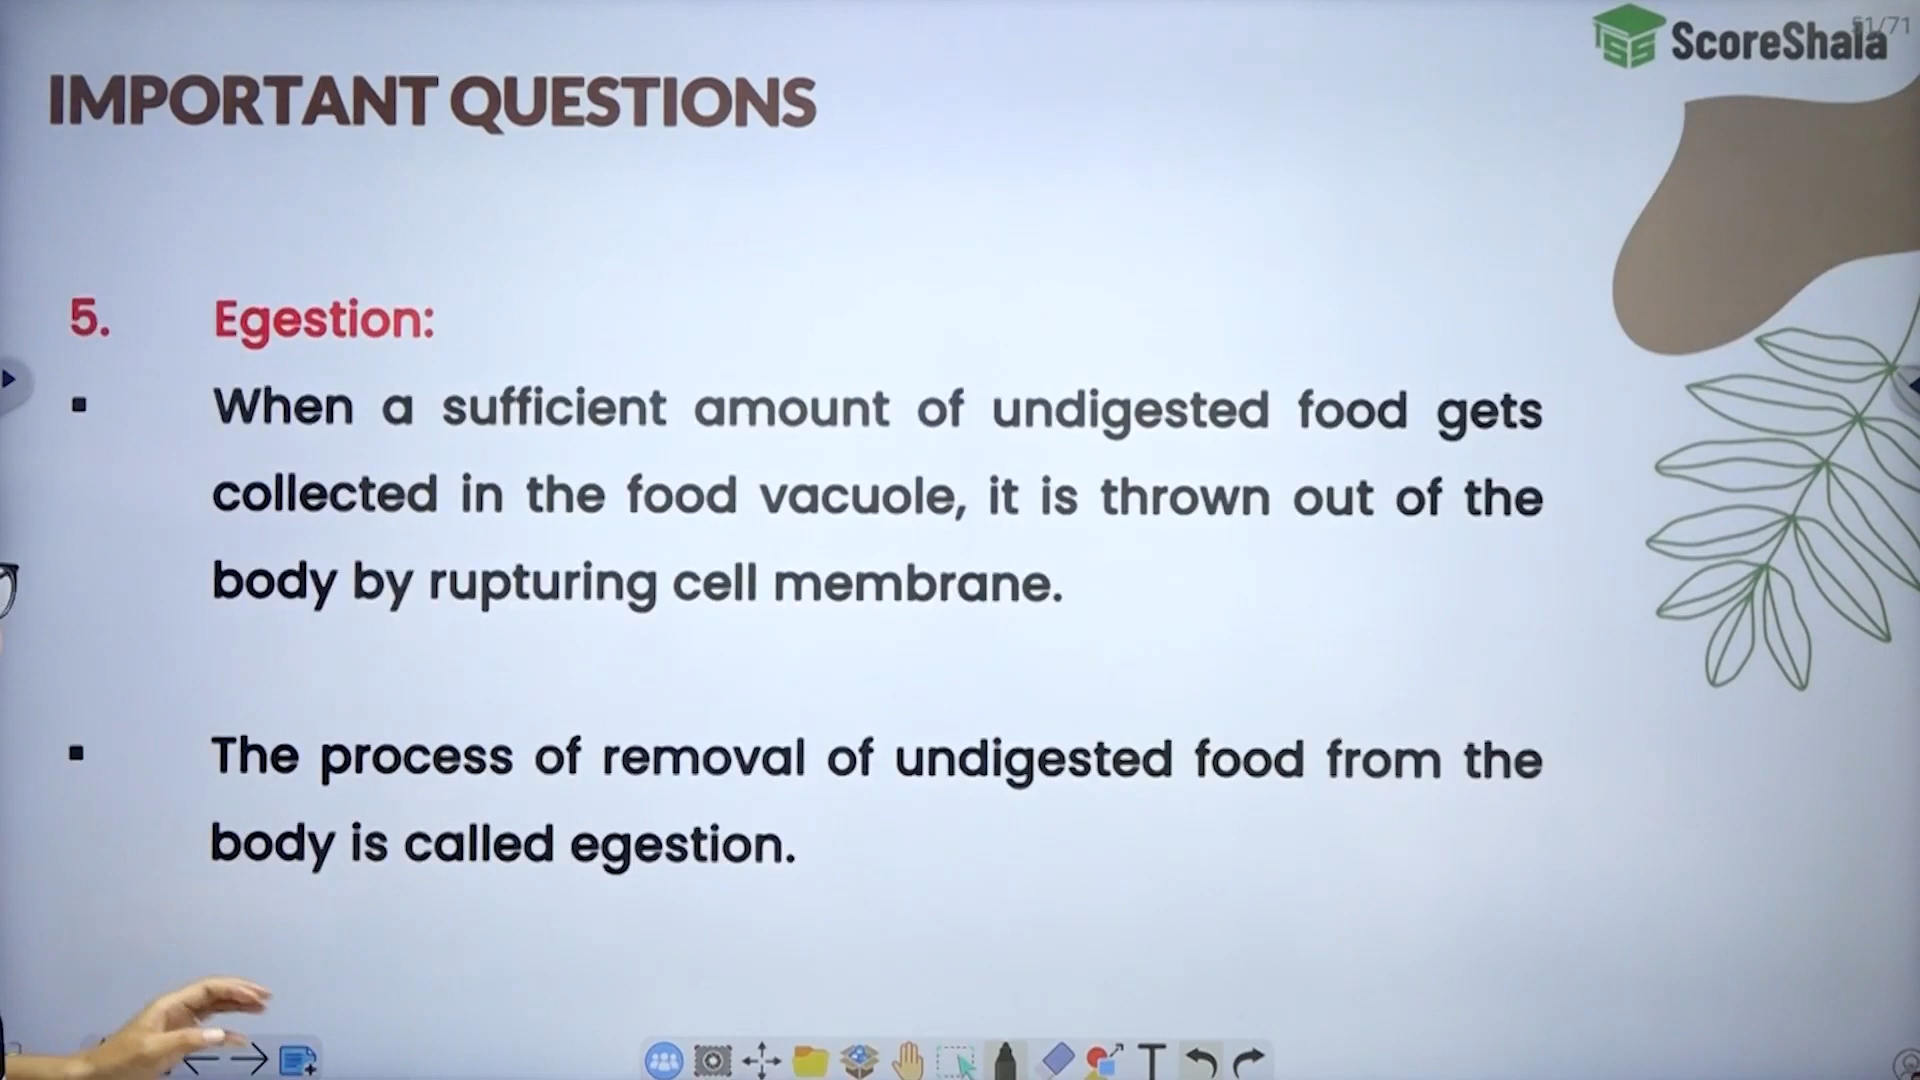 ScoreShala
51/71
IMPORTANT QUESTIONS
5. Egestion:
▪ When a sufficient amount of undigested food gets
collected in the food vacuole, it is thrown out of the
body by rupturing cell membrane.
▪ The process of removal of undigested food from the
body is called egestion.